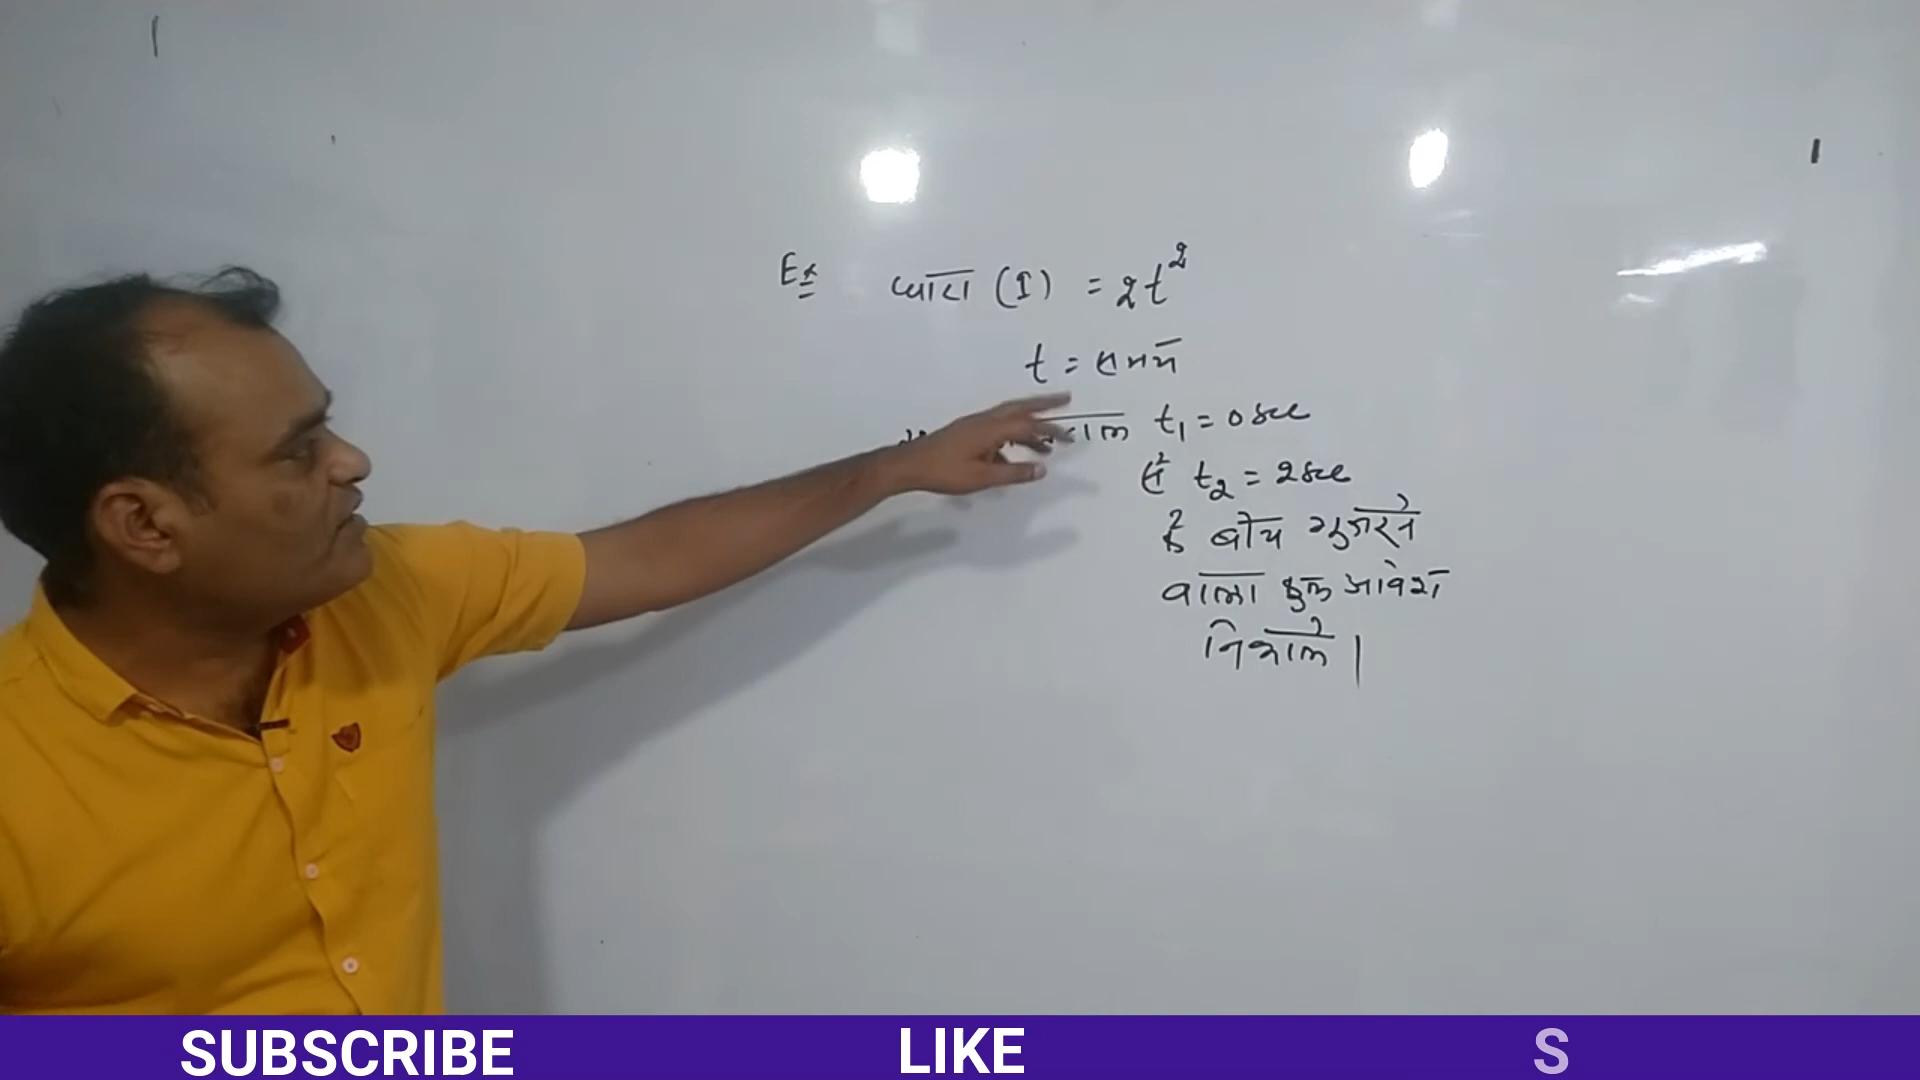 Ex धारा (I) = 2t²
t = समय
t₁ = 0 sec
से t₂ = 2 sec
के बीच गुजरने
वाला कुल आवेश
निकालें।
SUBSCRIBE LIKE S